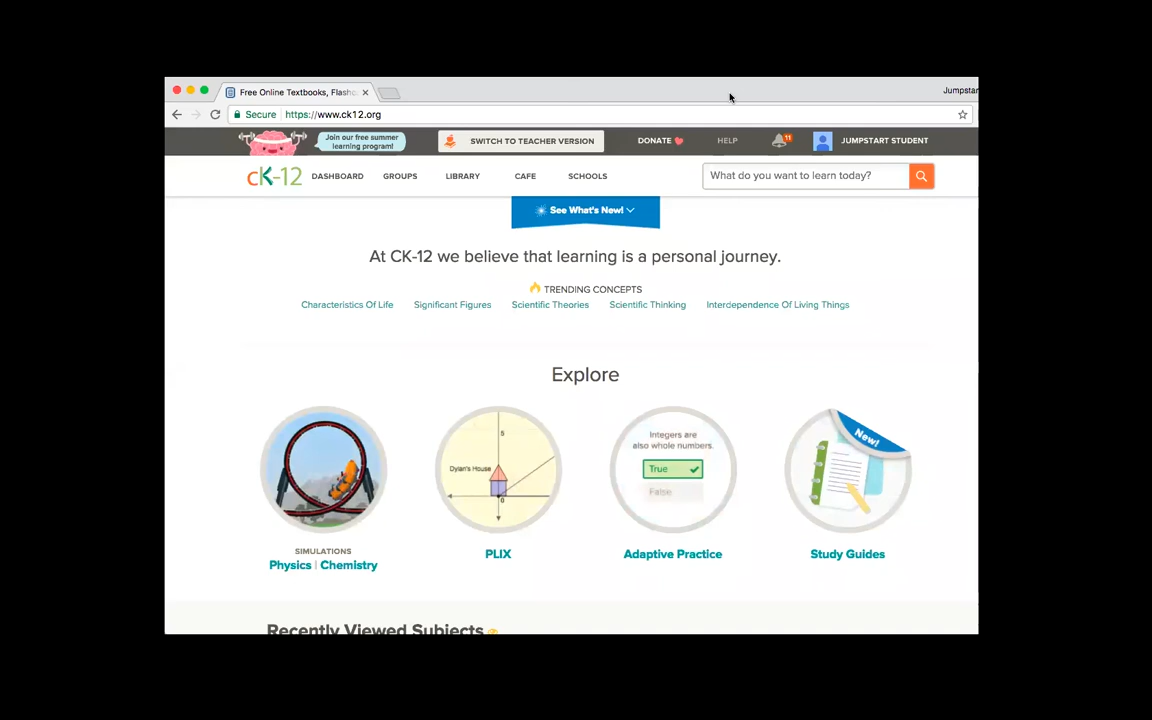 Free Online Textbooks, Flashc
Jumpstar
Secure https://www.ck12.org
Join our free summer
learning program!
SWITCH TO TEACHER VERSION
DONATE
HELP
11
JUMPSTART STUDENT
cK-12
DASHBOARD
GROUPS
LIBRARY
CAFE
SCHOOLS
What do you want to learn today?
See What's New!
At CK-12 we believe that learning is a personal journey.
TRENDING CONCEPTS
Characteristics Of Life
Significant Figures
Scientific Theories
Scientific Thinking
Interdependence Of Living Things
Explore
5
Dylan's House
0
Integers are
also whole numbers.
True
False
New!
SIMULATIONS
Physics | Chemistry
PLIX
Adaptive Practice
Study Guides
Recently Viewed Subjects